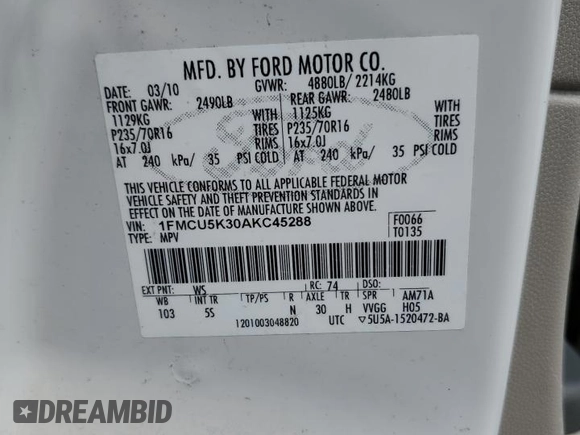 MFD. BY FORD MOTOR CO.
DATE: 03/10 GVWR: 4880LB/ 2214KG
FRONT GAWR: 2490LB REAR GAWR: 2480LB
1129KG WITH 1125KG WITH
P235/70R16 TIRES P235/70R16 TIRES
16x7.0J RIMS 16x7.0J RIMS
AT 240 kPa/ 35 PSI COLD AT 240 kPa/ 35 PSI COLD
THIS VEHICLE CONFORMS TO ALL APPLICABLE FEDERAL MOTOR
VEHICLE SAFETY AND THEFT PREVENTION STANDARDS IN
EFFECT ON THE DATE OF MANUFACTURE SHOWN ABOVE.
VIN: 1FMCU5K30AKC45288 F0066
TYPE: MPV T0135
EXT PNT: WS RC: 74 DSO:
WB INT TR TP/PS R AXLE TR SPR AM71A
103 5S N 30 H VVGG H05
1201003048820 UTC ▽5U5A-1520472-BA
Ford
DREAMBID